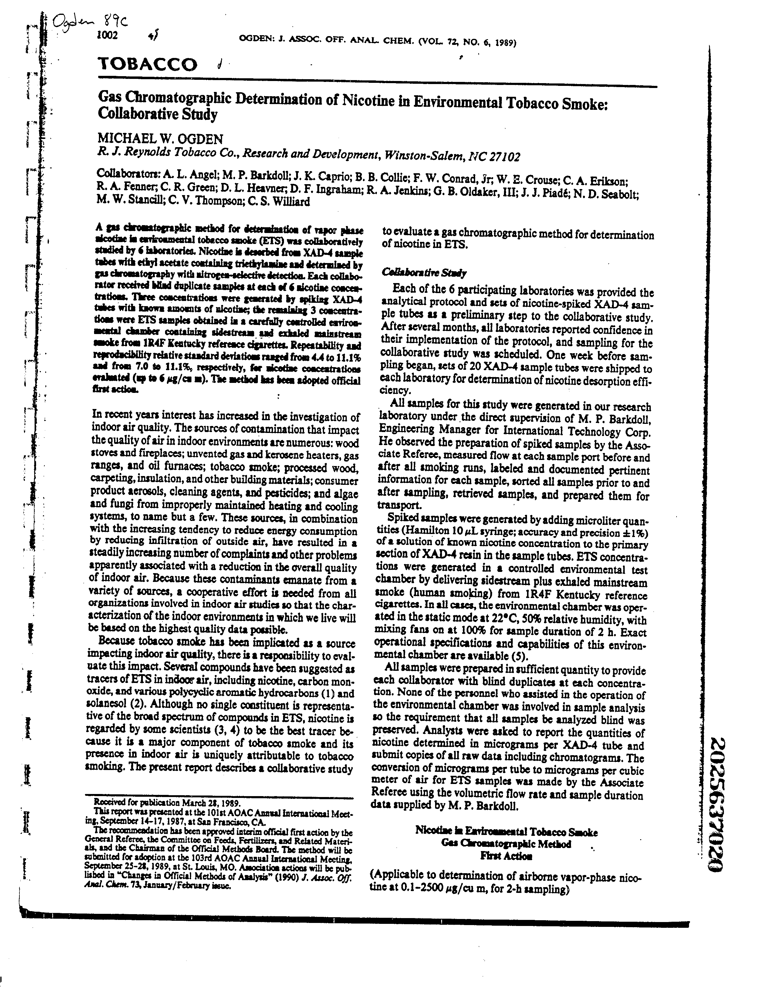 Ogden 89C
1002
OGDEN: J. ASSOC. OFF. ANAL. CHEM. (VOL. 72, NO. 6, 1989)
TOBACCO
Gas Chromatographic Determination of Nicotine in Environmental Tobacco Smoke:
Collaborative Study
MICHAEL W. OGDEN
R. J. Reynolds Tobacco Co., Research and Development, Winston-Salem, NC 27102
Collaborators: A. L. Angel; M. P. Barkdoll; J. K. Caprio; B. B. Collie; F. W. Conrad, Jr; W. E. Crouse; C. A. Erikson;
R. A. Fenner; C. R. Green; D. L. Heavner; D. F. Ingraham; R. A. Jenkins; G. B. Oldaker, III; J. J. Piadé; N. D. Seabolt;
M. W. Stancill; C. V. Thompson; C. S. Williard
A gas chromatographic method for determination of vapor phase
nicotine in environmental tobacco smoke (ETS) was collaboratively
studied by 6 laboratories. Nicotine is desorbed from XAD-4 sample
tubes with ethyl acetate containing triethylamine and determined by
gas chromatography with nitrogen-selective detection. Each collabo-
rator received blind duplicate samples at each of 6 nicotine concen-
trations. Three concentrations were generated by spiking XAD-4
tubes with known amounts of nicotine; the remaining 3 concentra-
tions were ETS samples obtained in a carefully controlled environ-
mental chamber containing sidestream and exhaled mainstream
smoke from 1R4F Kentucky reference cigarettes. Repeatability and
reproducibility relative standard deviations ranged from 4.4 to 11.1%
and from 7.0 to 11.1%, respectively, for nicotine concentrations
evaluated (up to 6 µg/cu m). The method has been adopted official
first action.
In recent years interest has increased in the investigation of
indoor air quality. The sources of contamination that impact
the quality of air in indoor environments are numerous: wood
stoves and fireplaces; unvented gas and kerosene heaters, gas
ranges, and oil furnaces; tobacco smoke; processed wood,
carpeting, insulation, and other building materials; consumer
product aerosols, cleaning agents, and pesticides; and algae
and fungi from improperly maintained heating and cooling
systems, to name but a few. These sources, in combination
with the increasing tendency to reduce energy consumption
by reducing infiltration of outside air, have resulted in a
steadily increasing number of complaints and other problems
apparently associated with a reduction in the overall quality
of indoor air. Because these contaminants emanate from a
variety of sources, a cooperative effort is needed from all
organizations involved in indoor air studies so that the char-
acterization of the indoor environments in which we live will
be based on the highest quality data possible.
Because tobacco smoke has been implicated as a source
impacting indoor air quality, there is a responsibility to eval-
uate this impact. Several compounds have been suggested as
tracers of ETS in indoor air, including nicotine, carbon mon-
oxide, and various polycyclic aromatic hydrocarbons (1) and
solanesol (2). Although no single constituent is representa-
tive of the broad spectrum of compounds in ETS, nicotine is
regarded by some scientists (3, 4) to be the best tracer be-
cause it is a major component of tobacco smoke and its
presence in indoor air is uniquely attributable to tobacco
smoking. The present report describes a collaborative study
Received for publication March 28, 1989.
This report was presented at the 101st AOAC Annual International Meet-
ing, September 14-17, 1987, at San Francisco, CA.
The recommendation has been approved interim official first action by the
General Referee, the Committee on Feeds, Fertilizers, and Related Materi-
als, and the Chairman of the Official Methods Board. The method will be
submitted for adoption at the 103rd AOAC Annual International Meeting,
September 25-28, 1989, at St. Louis, MO. Association actions will be pub-
lished in "Changes in Official Methods of Analysis" (1990) J. Assoc. Off.
Anal. Chem. 73, January/February issue.
to evaluate a gas chromatographic method for determination
of nicotine in ETS.
Collaborative Study
Each of the 6 participating laboratories was provided the
analytical protocol and sets of nicotine-spiked XAD-4 sam-
ple tubes as a preliminary step to the collaborative study.
After several months, all laboratories reported confidence in
their implementation of the protocol, and sampling for the
collaborative study was scheduled. One week before sam-
pling began, sets of 20 XAD-4 sample tubes were shipped to
each laboratory for determination of nicotine desorption effi-
ciency.
All samples for this study were generated in our research
laboratory under the direct supervision of M. P. Barkdoll,
Engineering Manager for International Technology Corp.
He observed the preparation of spiked samples by the Asso-
ciate Referee, measured flow at each sample port before and
after all smoking runs, labeled and documented pertinent
information for each sample, sorted all samples prior to and
after sampling, retrieved samples, and prepared them for
transport.
Spiked samples were generated by adding microliter quan-
tities (Hamilton 10 µL syringe; accuracy and precision ±1%)
of a solution of known nicotine concentration to the primary
section of XAD-4 resin in the sample tubes. ETS concentra-
tions were generated in a controlled environmental test
chamber by delivering sidestream plus exhaled mainstream
smoke (human smoking) from 1R4F Kentucky reference
cigarettes. In all cases, the environmental chamber was oper-
ated in the static mode at 22°C, 50% relative humidity, with
mixing fans on at 100% for sample duration of 2 h. Exact
operational specifications and capabilities of this environ-
mental chamber are available (5).
All samples were prepared in sufficient quantity to provide
each collaborator with blind duplicates at each concentra-
tion. None of the personnel who assisted in the operation of
the environmental chamber was involved in sample analysis
so the requirement that all samples be analyzed blind was
preserved. Analysts were asked to report the quantities of
nicotine determined in micrograms per XAD-4 tube and
submit copies of all raw data including chromatograms. The
conversion of micrograms per tube to micrograms per cubic
meter of air for ETS samples was made by the Associate
Referee using the volumetric flow rate and sample duration
data supplied by M. P. Barkdoll.
Nicotine in Environmental Tobacco Smoke
Gas Chromatographic Method
First Action
(Applicable to determination of airborne vapor-phase nico-
tine at 0.1-2500 µg/cu m, for 2-h sampling)
2025637020